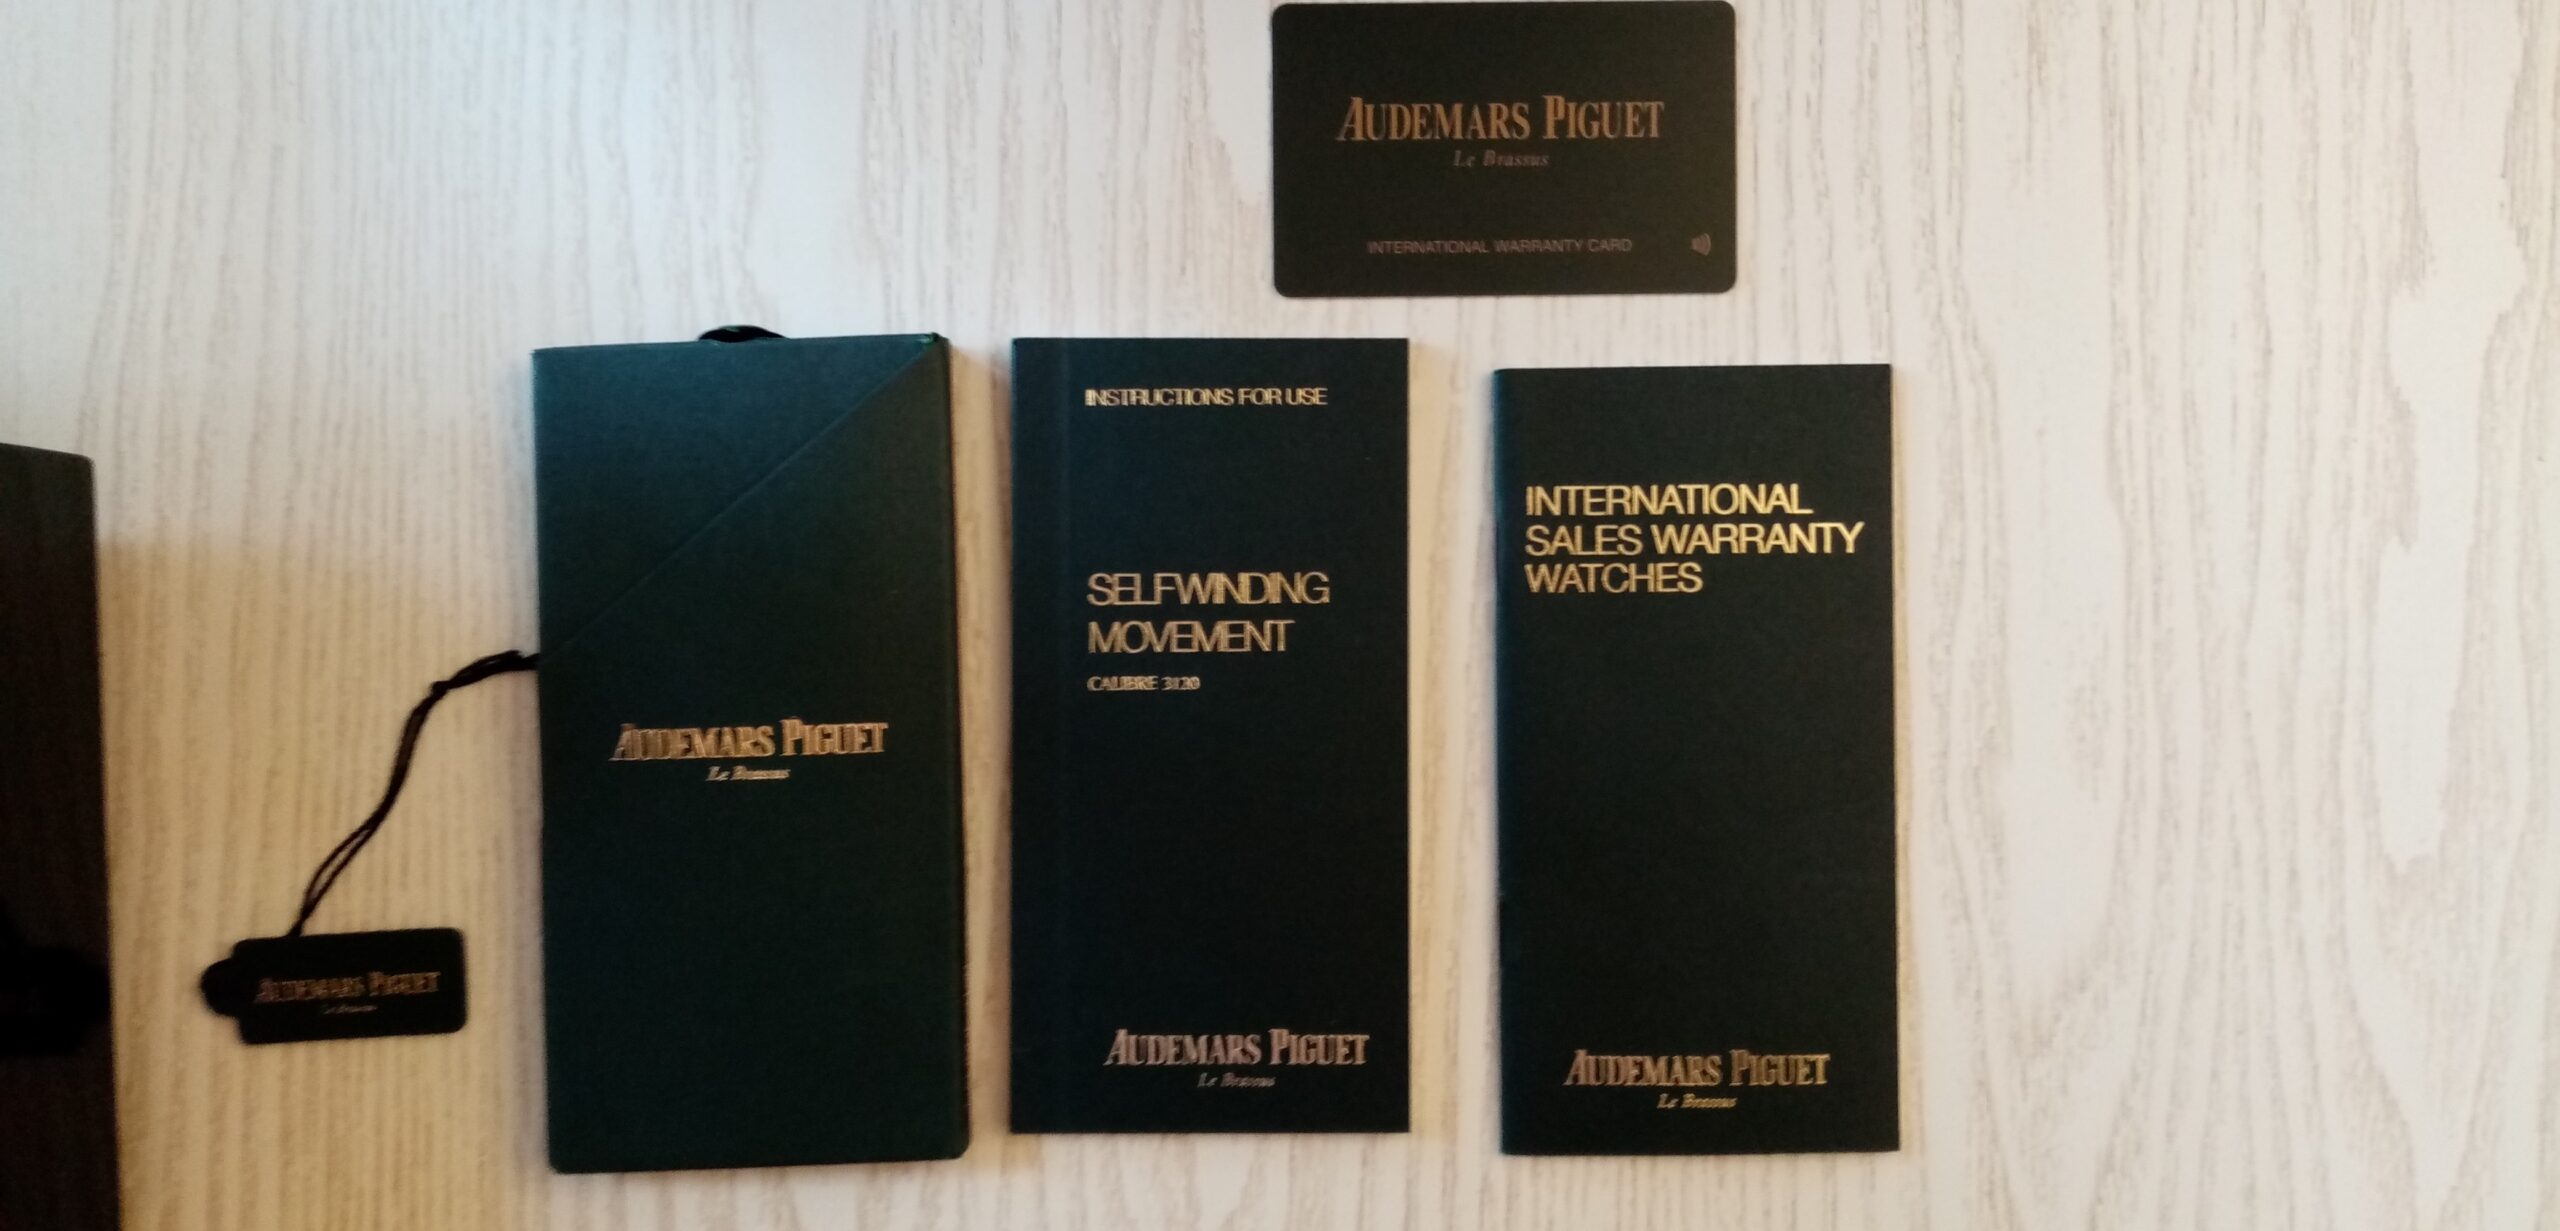 AUDEMARS PIGUET
Le Brassus
INTERNATIONAL WARRANTY CARD
AUDEMARS PIGUET
Le Brassus
AUDEMARS PIGUET
Le Brassus
INSTRUCTIONS FOR USE
SELFWINDING
MOVEMENT
CALIBRE 3120
AUDEMARS PIGUET
Le Brassus
INTERNATIONAL
SALES WARRANTY
WATCHES
AUDEMARS PIGUET
Le Brassus